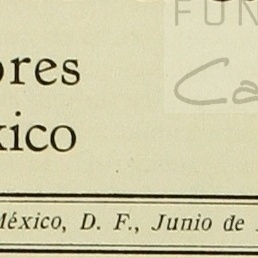 FUN
Ca
ores
xico
México, D. F., Junio de